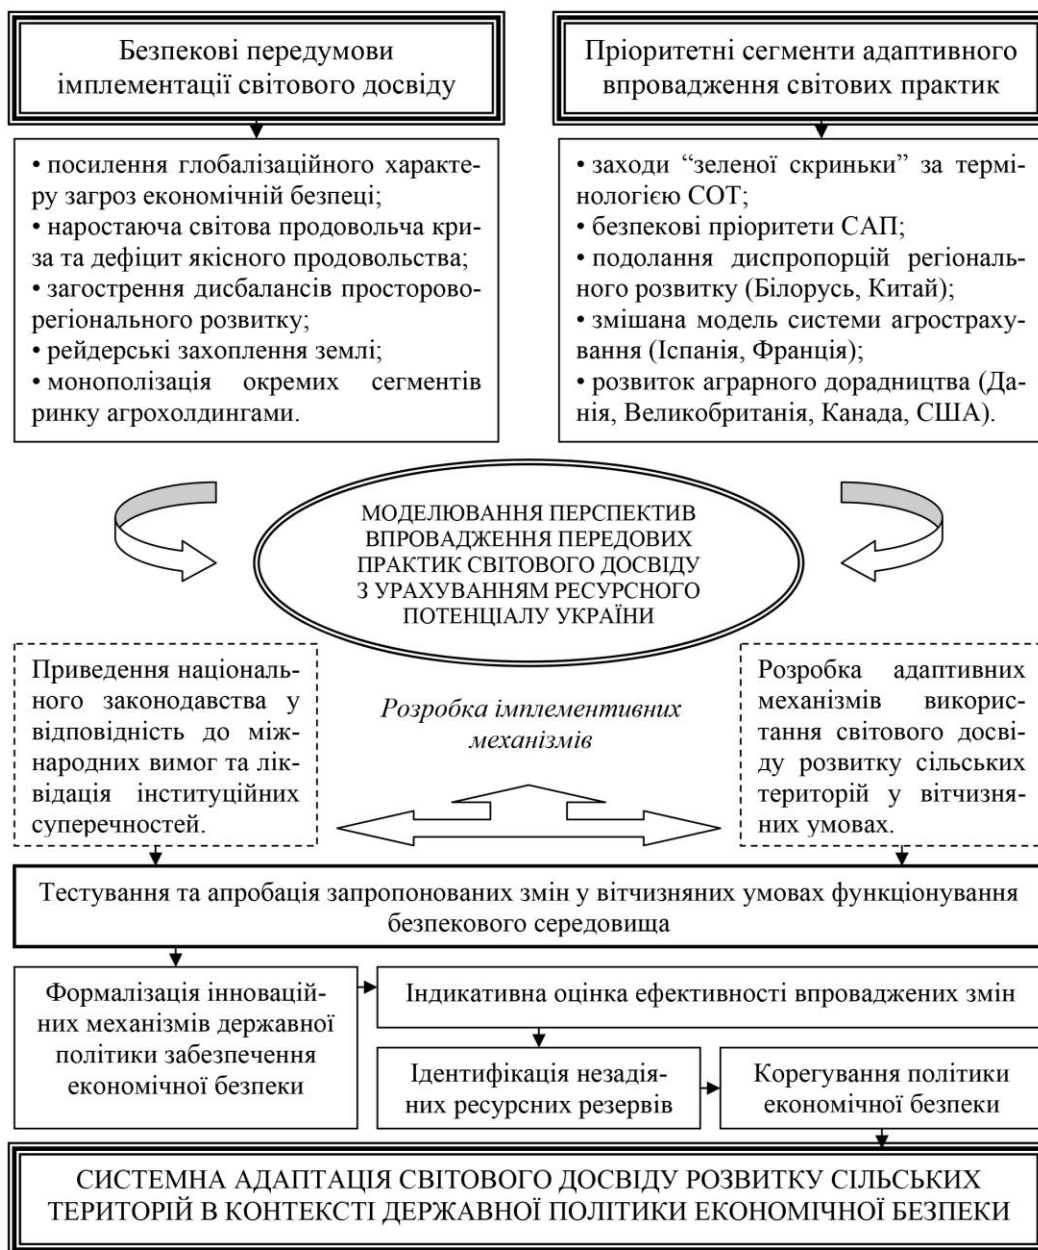 Безпекові передумови
імплементації світового досвіду
Пріоритетні сегменти адаптивного
впровадження світових практик
• посилення глобалізаційного характе-
ру загроз економічній безпеці;
• наростаюча світова продовольча кри-
за та дефіцит якісного продовольства;
• загострення дисбалансів просторово-
регіонального розвитку;
• рейдерські захоплення землі;
• монополізація окремих сегментів
ринку агрохолдингами.
• заходи “зеленої скриньки” за термі-
нологією СОТ;
• безпекові пріоритети САП;
• подолання диспропорцій регіональ-
ного розвитку (Білорусь, Китай);
• змішана модель системи агростраху-
вання (Іспанія, Франція);
• розвиток аграрного дорадництва (Да-
нія, Великобританія, Канада, США).
МОДЕЛЮВАННЯ ПЕРСПЕКТИВ
ВПРОВАДЖЕННЯ ПЕРЕДОВИХ
ПРАКТИК СВІТОВОГО ДОСВІДУ
З УРАХУВАННЯМ РЕСУРСНОГО
ПОТЕНЦІАЛУ УКРАЇНИ
Приведення національ-
ного законодавства у
відповідність до між-
народних вимог та лік-
відація інституційних
суперечностей.
Розробка імплементивних
механізмів
Розробка адаптивних
механізмів викорис-
тання світового досві-
ду розвитку сільських
територій у вітчизня-
них умовах.
Тестування та апробація запропонованих змін у вітчизняних умовах функціонування
безпекового середовища
Формалізація інновацій-
них механізмів державної
політики забезпечення
економічної безпеки
Індикативна оцінка ефективності впроваджених змін
Ідентифікація незадія-
них ресурсних резервів
Корегування політики
економічної безпеки
СИСТЕМНА АДАПТАЦІЯ СВІТОВОГО ДОСВІДУ РОЗВИТКУ СІЛЬСЬКИХ
ТЕРИТОРІЙ В КОНТЕКСТІ ДЕРЖАВНОЇ ПОЛІТИКИ ЕКОНОМІЧНОЇ БЕЗПЕКИ